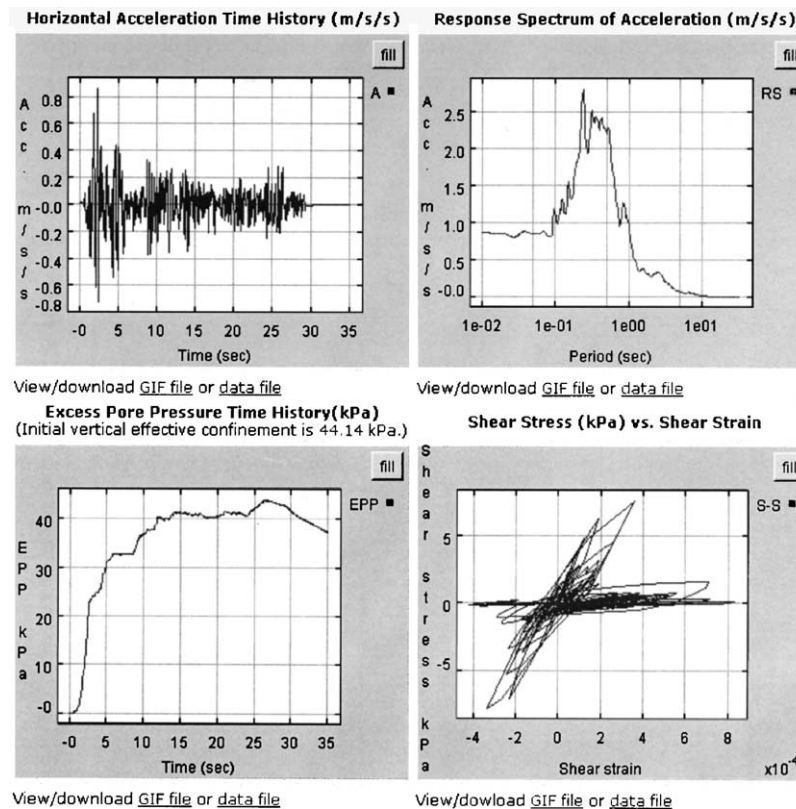 Horizontal Acceleration Time History (m/s/s)
fill
A
Acc. m/s/s
0.8
0.6
0.4
0.2
-0.0
-0.2
-0.4
-0.6
-0.8
-0 5 10 15 20 25 30 35
Time (sec)
View/download GIF file or data file
Response Spectrum of Acceleration (m/s/s)
fill
RS
Acc. m/s/s
2.5
2.0
1.5
1.0
0.5
-0.0
1e-02 1e-01 1e00 1e01
Period (sec)
View/download GIF file or data file
Excess Pore Pressure Time History(kPa)
(Initial vertical effective confinement is 44.14 kPa.)
fill
EPP
EPP kPa
40
30
20
10
-0
-0 5 10 15 20 25 30 35
Time (sec)
View/download GIF file or data file
Shear Stress (kPa) vs. Shear Strain
fill
S-S
Shear stress kPa
5
0
-5
-4 -2 0 2 4 6 8
Shear strain
x10⁻⁴
View/dowload GIF file or data file